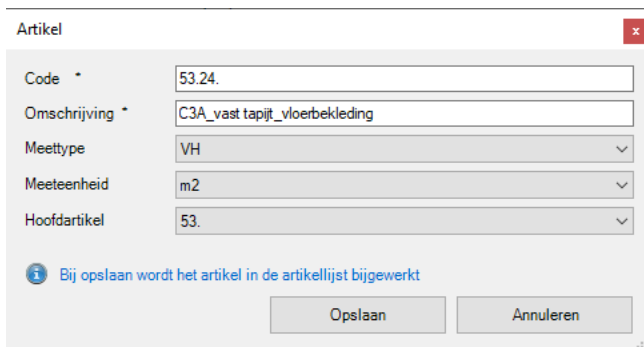 Artikel
x
Code *
53.24.
Omschrijving *
C3A_vast tapijt_vloerbekleding
Meettype
VH
Meeteenheid
m2
Hoofdartikel
53.
Bij opslaan wordt het artikel in de artikellijst bijgewerkt
Opslaan
Annuleren